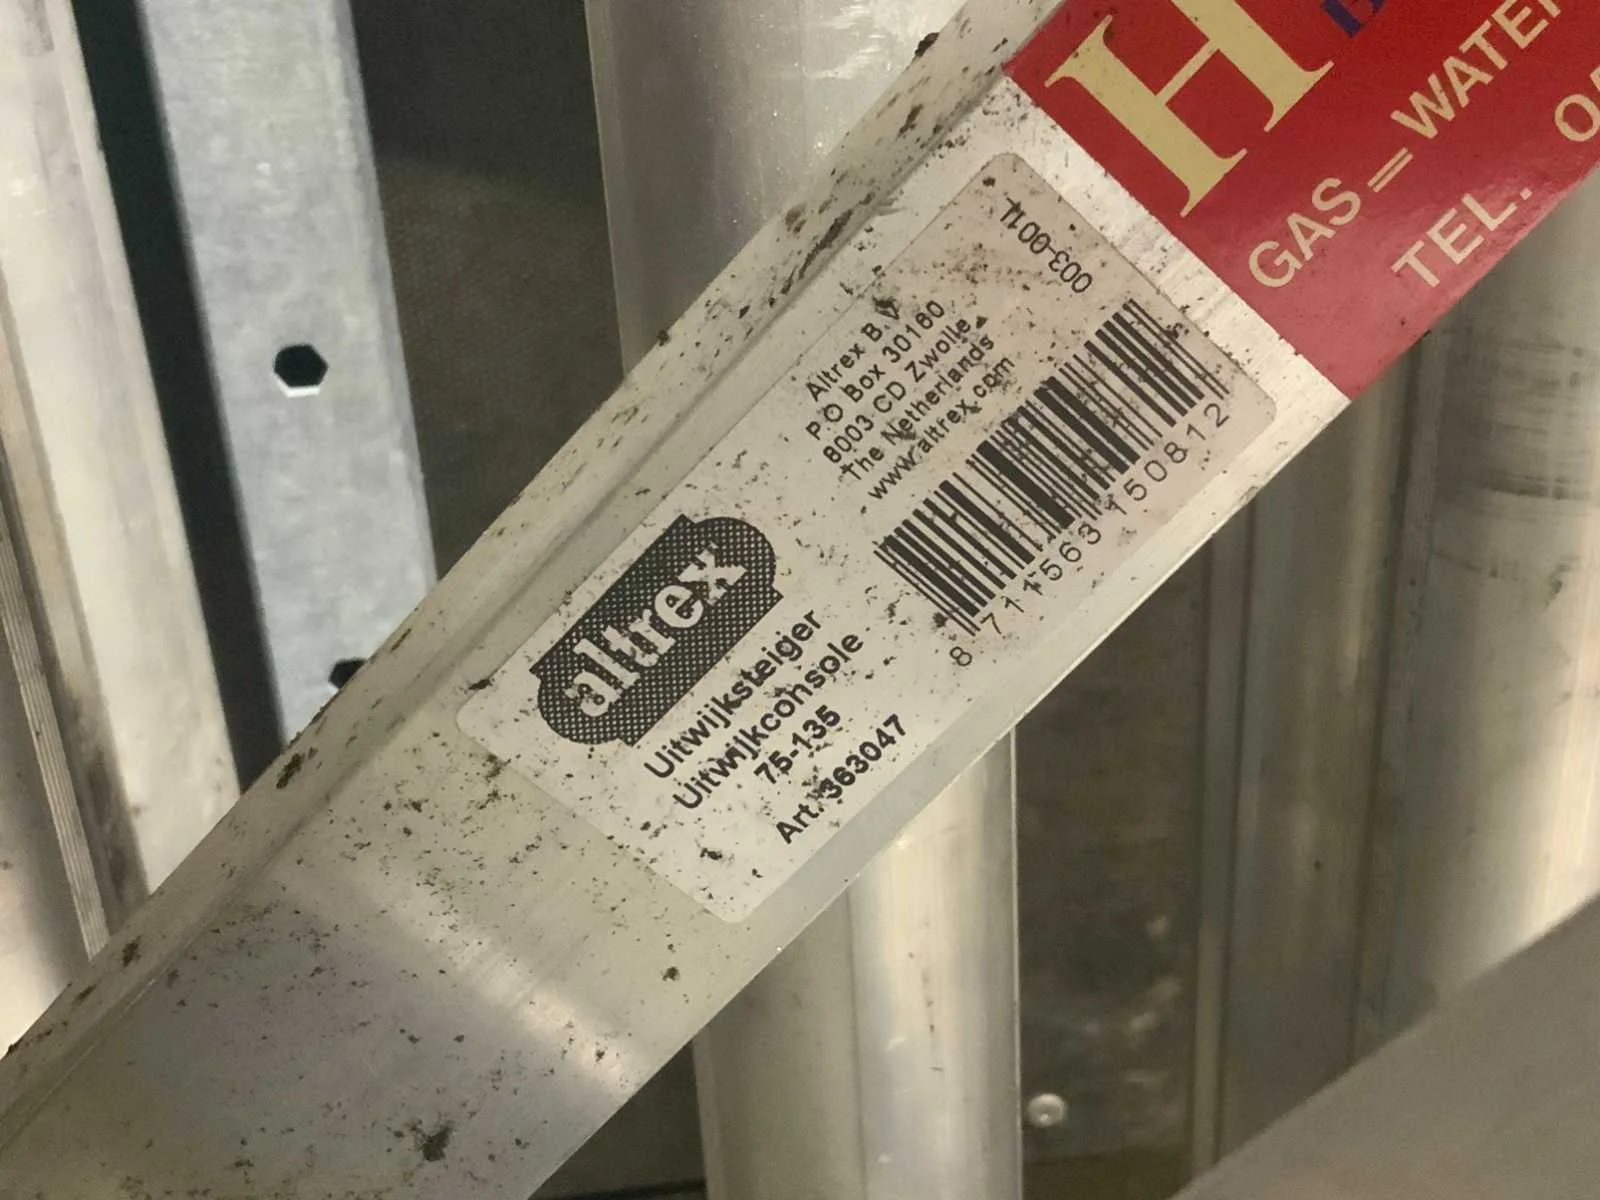 altrex
Uitwijksteiger
Uitwijkconsole
75-135
Art. 363047
Altrex B.V.
P.O Box 30160
8003 CD Zwolle
The Netherlands
www.altrex.com
8 711563 150812
003-001L
H
GAS = WATER
TEL.